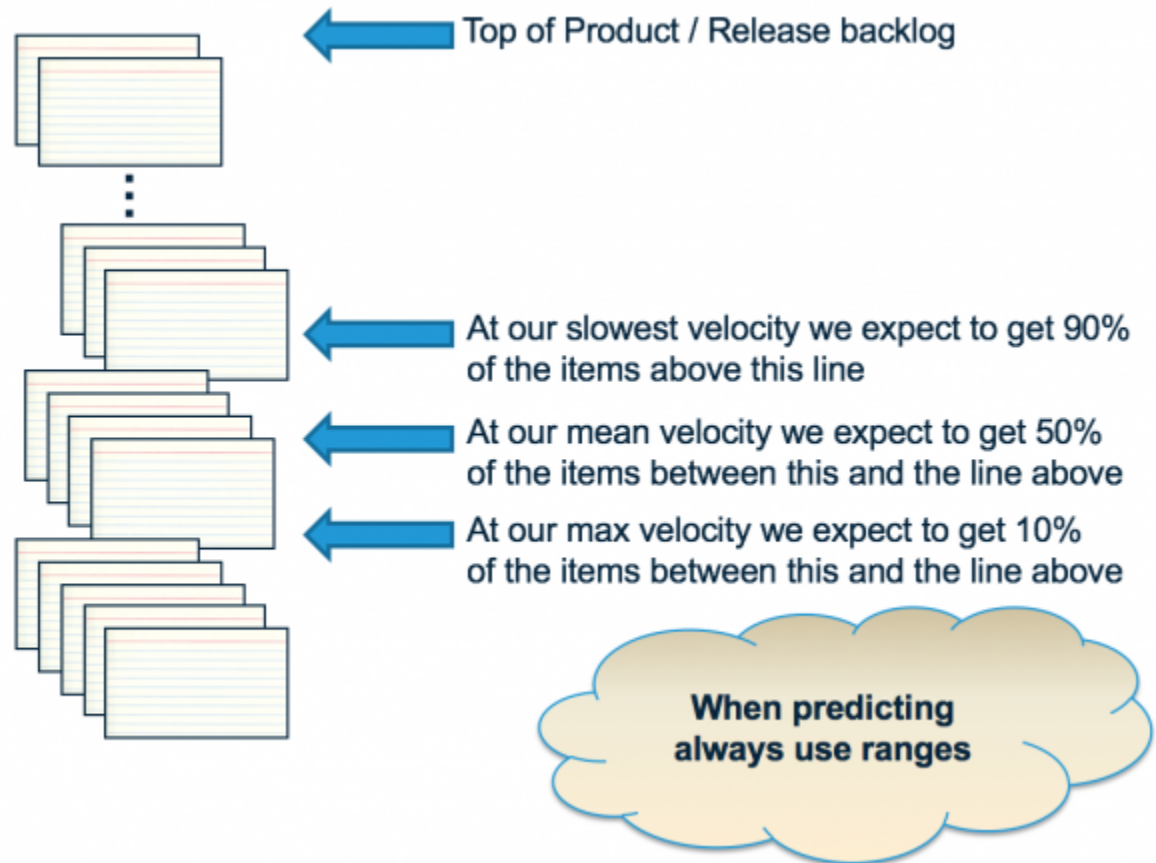 Top of Product / Release backlog
At our slowest velocity we expect to get 90%
of the items above this line
At our mean velocity we expect to get 50%
of the items between this and the line above
At our max velocity we expect to get 10%
of the items between this and the line above
When predicting
always use ranges